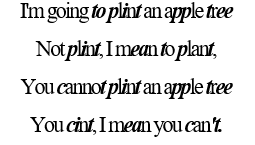 I'm going to plint an apple tree
Not plint, I mean to plant,
You cannot plint an apple tree
You cint, I mean you can't.